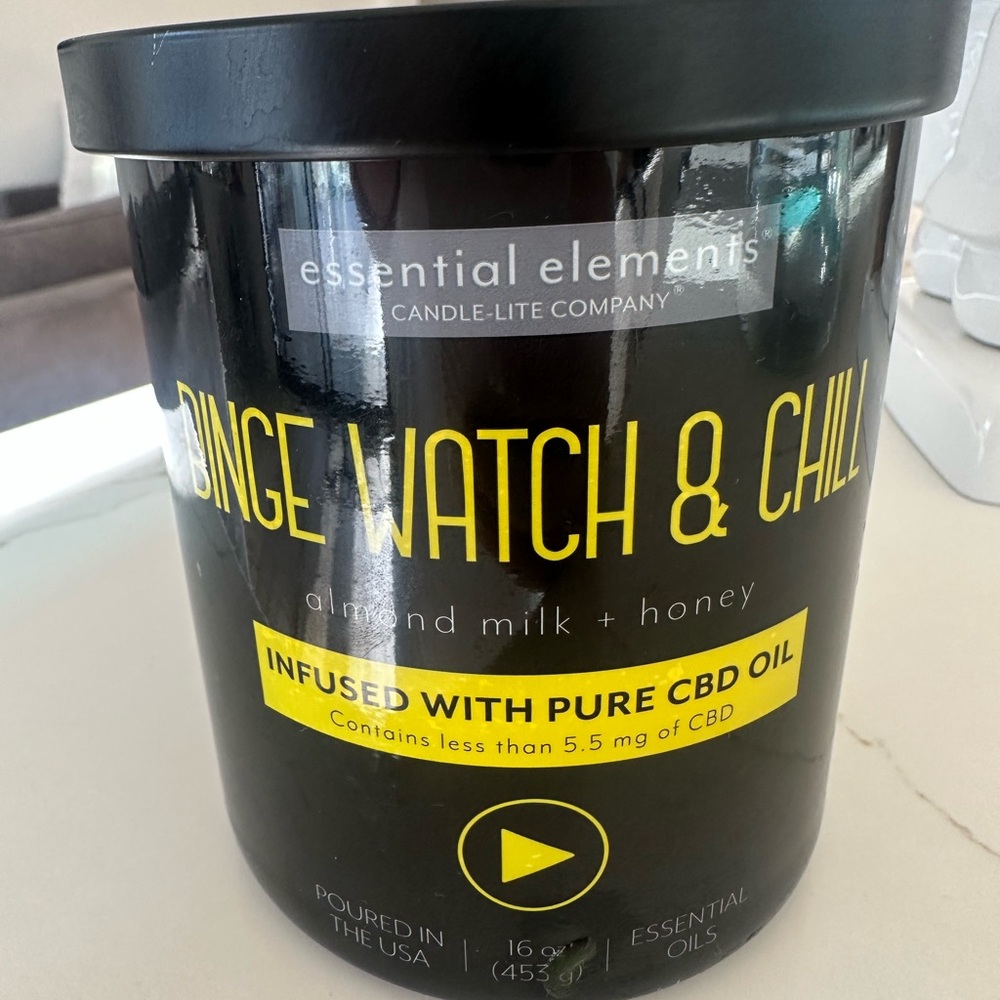 essential elements®
CANDLE-LITE COMPANY®
BINGE WATCH & CHILL
almond milk + honey
INFUSED WITH PURE CBD OIL
Contains less than 5.5 mg of CBD
POURED IN
THE USA
16 oz
(453 g)
ESSENTIAL
OILS